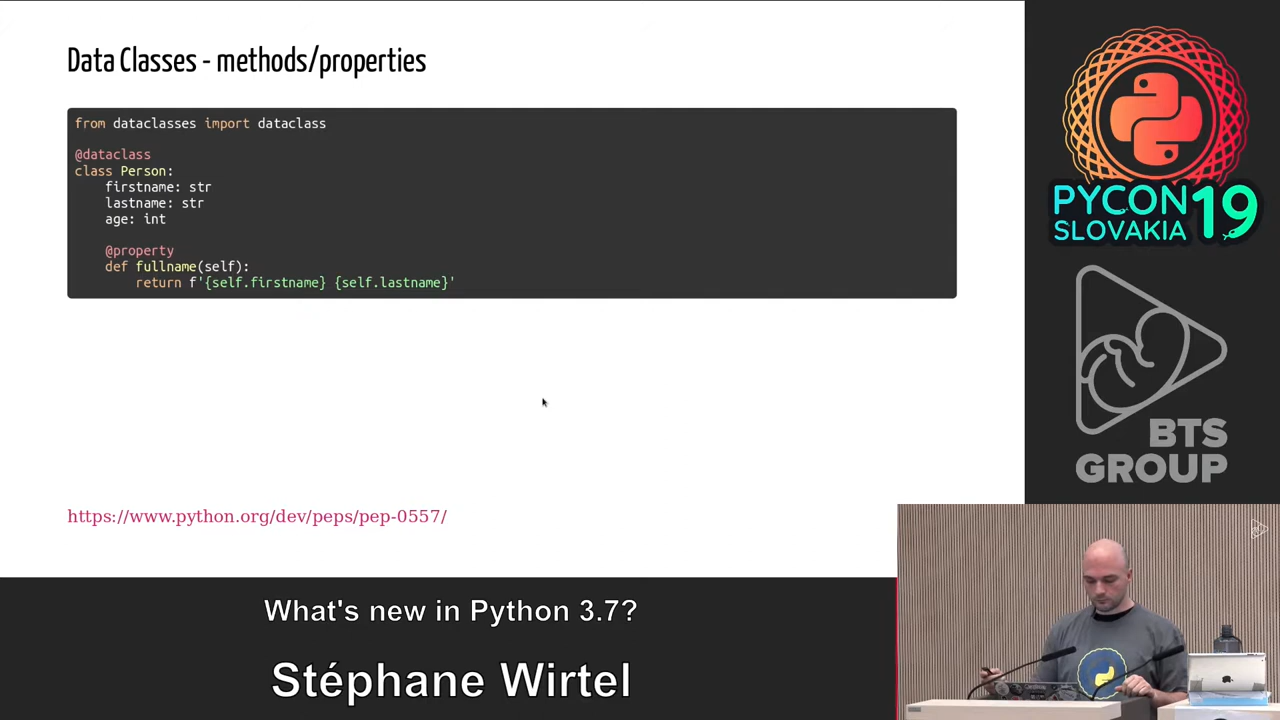 Data Classes - methods/properties
from dataclasses import dataclass
@dataclass
class Person:
firstname: str
lastname: str
age: int
@property
def fullname(self):
return f'{self.firstname} {self.lastname}'
https://www.python.org/dev/peps/pep-0557/
PYCON 19
SLOVAKIA
BTS
GROUP
What's new in Python 3.7?
Stéphane Wirtel